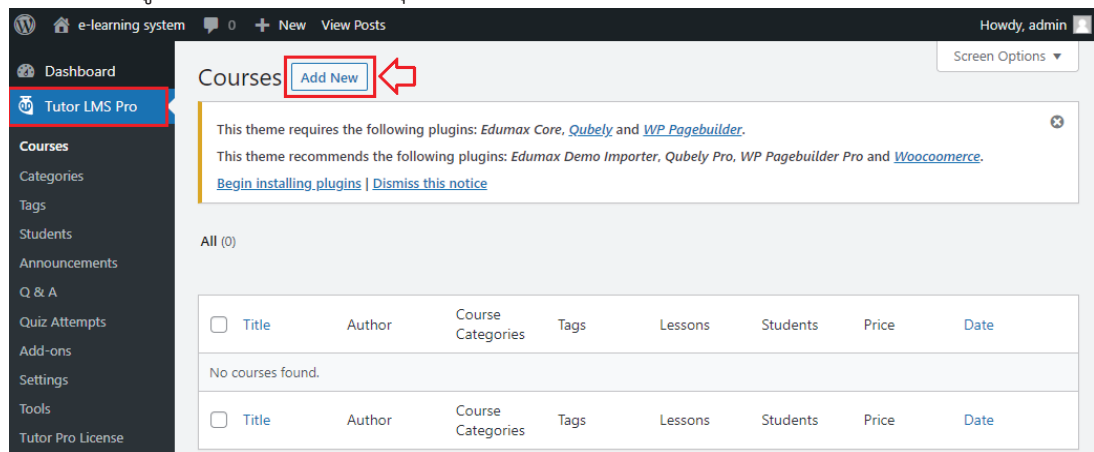 e-learning system 0 + New View Posts Howdy, admin
Screen Options ▼
Dashboard
Tutor LMS Pro
Courses
Categories
Tags
Students
Announcements
Q & A
Quiz Attempts
Add-ons
Settings
Tools
Tutor Pro License
Courses Add New
This theme requires the following plugins: Edumax Core, Qubely and WP Pagebuilder.
This theme recommends the following plugins: Edumax Demo Importer, Qubely Pro, WP Pagebuilder Pro and Woocoomerce.
Begin installing plugins | Dismiss this notice
All (0)
Title Author Course Categories Tags Lessons Students Price Date
No courses found.
Title Author Course Categories Tags Lessons Students Price Date